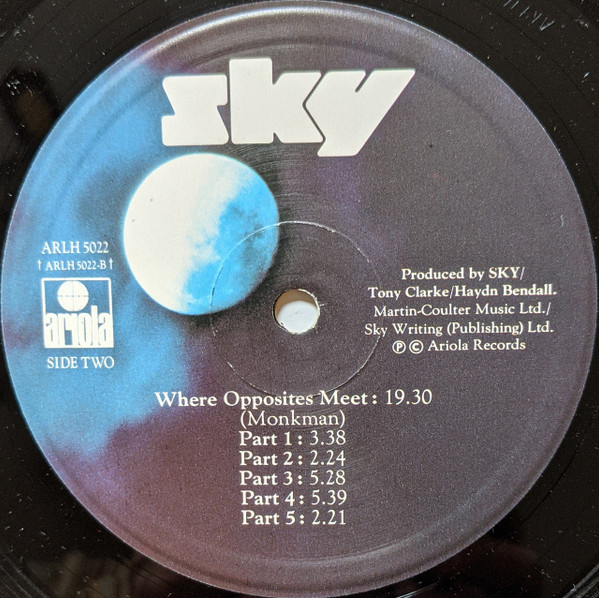 sky
ARLH 5022
↑ ARLH 5022-B ↑
ariola
SIDE TWO
Produced by SKY/
Tony Clarke/Haydn Bendall.
Martin-Coulter Music Ltd./
Sky Writing (Publishing) Ltd.
Ⓟ © Ariola Records
Where Opposites Meet : 19.30
(Monkman)
Part 1 : 3.38
Part 2 : 2.24
Part 3 : 5.28
Part 4 : 5.39
Part 5 : 2.21